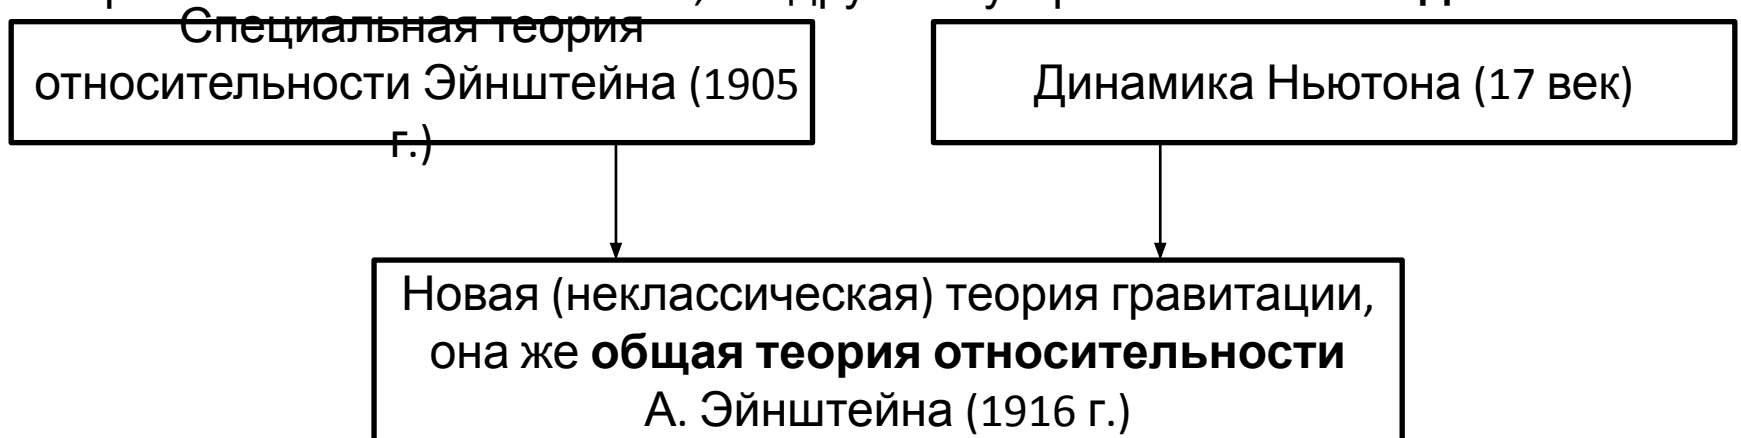 Специальная теория
относительности Эйнштейна (1905
г.)
Динамика Ньютона (17 век)
Новая (неклассическая) теория гравитации,
она же общая теория относительности
А. Эйнштейна (1916 г.)